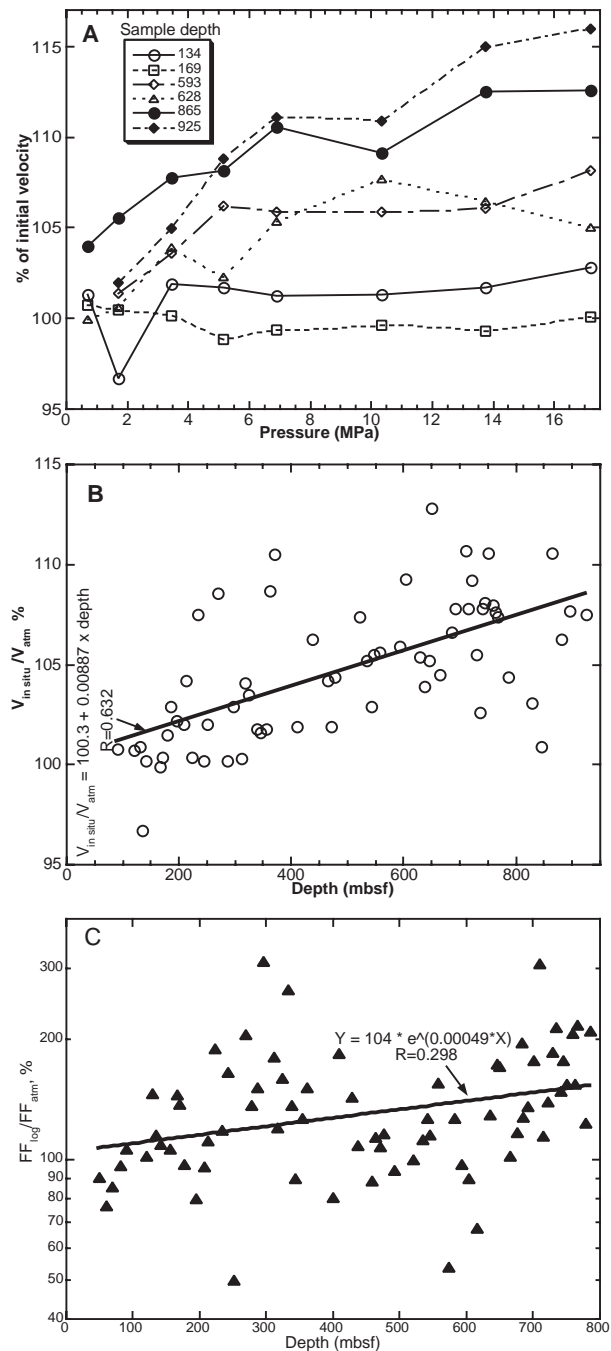 A
Sample depth
134
169
593
628
865
925
115
110
105
100
95
% of initial velocity
0 2 4 6 8 10 12 14 16
Pressure (MPa)
B
115
110
105
100
95
V in situ /V atm %
V in situ/V atm = 100.3 + 0.00887 x depth
R=0.632
0 200 400 600 800
Depth (mbsf)
C
300
200
100
90
80
70
60
50
40
FF log/FF atm, %
Y = 104 * e^(0.00049*X)
R=0.298
0 100 200 300 400 500 600 700 800
Depth (mbsf)